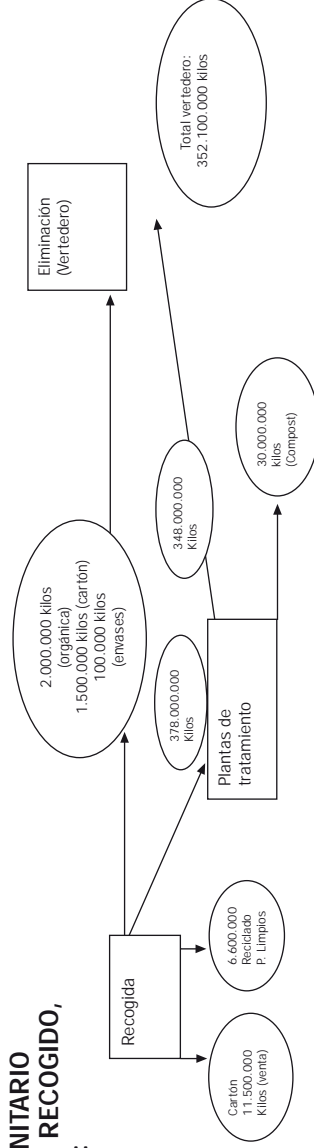 NITARIO
RECOGIDO,
:
Recogida
Cartón
11.500.000
Kilos (venta)
6.600.000
Reciclado
P. Limpios
2.000.000 kilos
(orgánica)
1.500.000 kilos (cartón)
100.000 kilos
(envases)
378.000.000
Kilos
Plantas de
tratamiento
348.000.000
Kilos
30.000.000
kilos
(Compost)
Eliminación
(Vertedero)
Total vertedero:
352.100.000 kilos